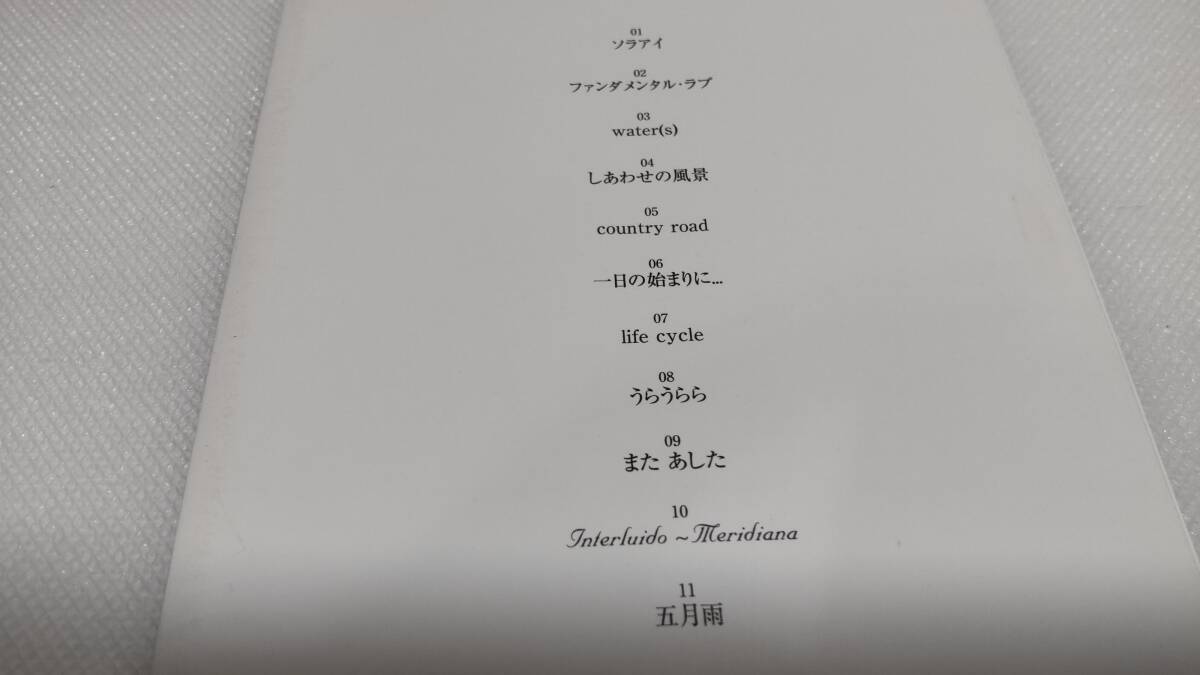 01
ソラアイ
02
ファンダメンタル・ラブ
03
water(s)
04
しあわせの風景
05
country road
06
一日の始まりに...
07
life cycle
08
うらうらら
09
また あした
10
Interluido ~Meridiana
11
五月雨